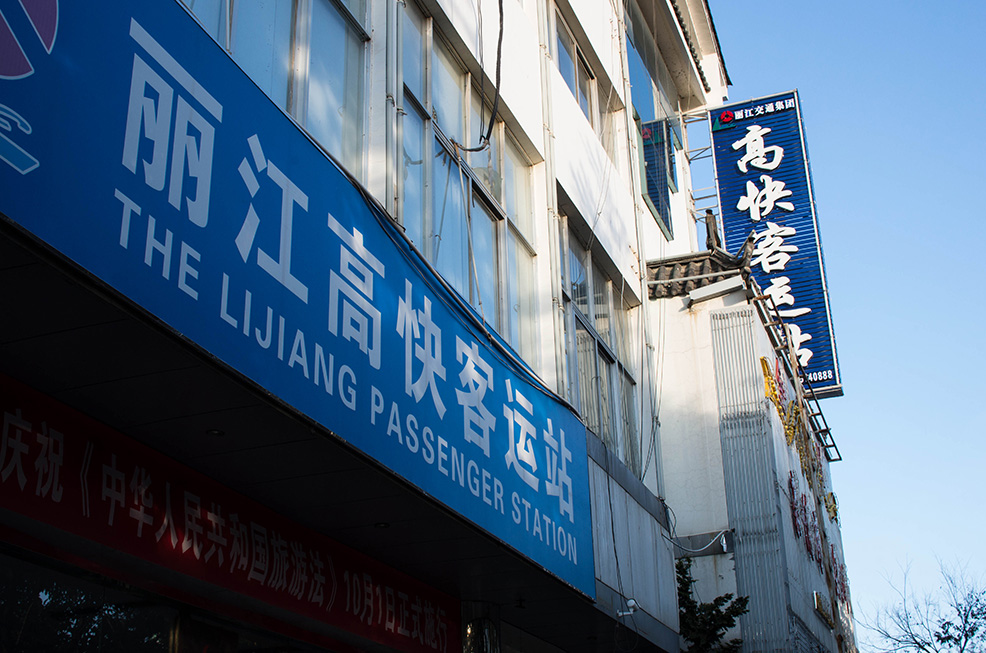 丽江高快客运站
THE LIJIANG PASSENGER STATION
丽江交通集团
高快客运站
40888
庆祝《中华人民共和国旅游法》10月1日正式施行